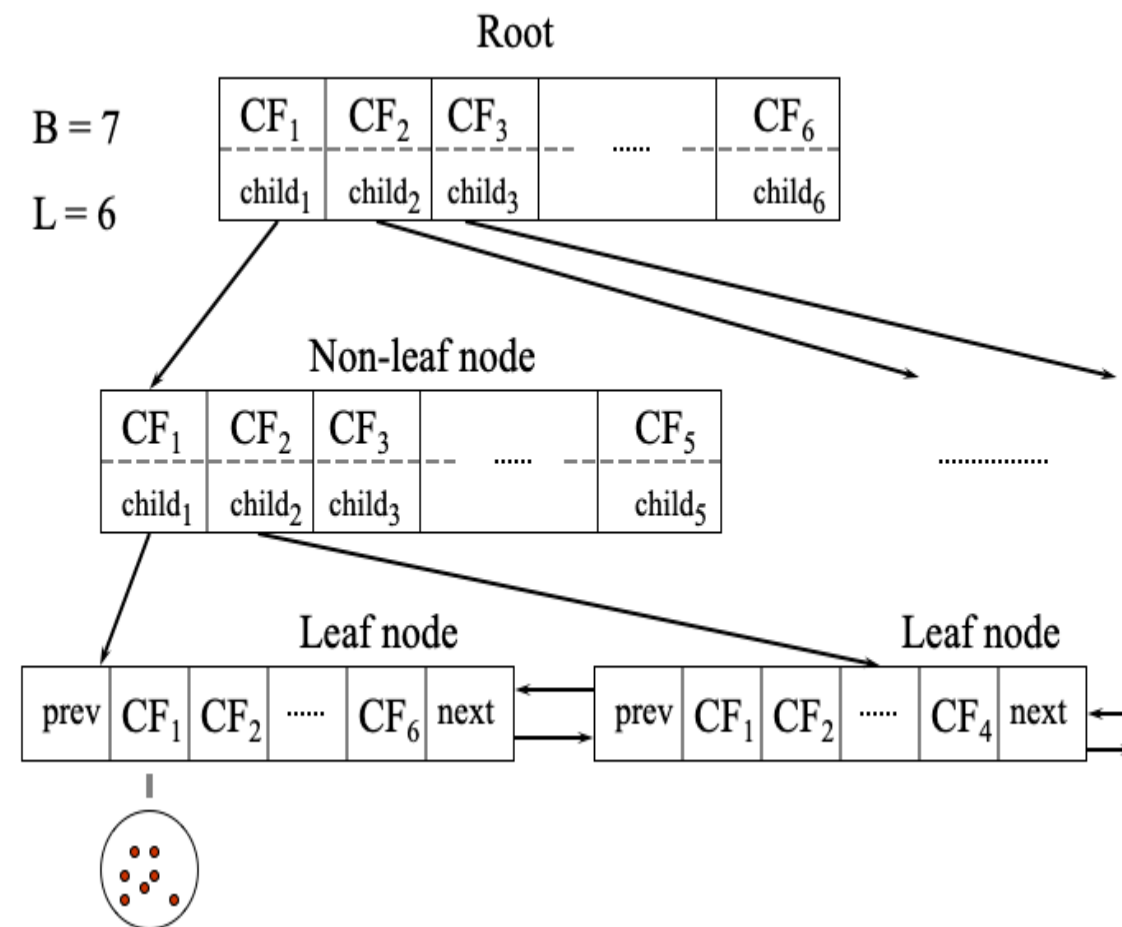 Root
B = 7
L = 6
CF₁ CF₂ CF₃ ...... CF₆
child₁ child₂ child₃ child₆
Non-leaf node
CF₁ CF₂ CF₃ ...... CF₅
child₁ child₂ child₃ child₅
................
Leaf node Leaf node
prev CF₁ CF₂ ...... CF₆ next prev CF₁ CF₂ ...... CF₄ next